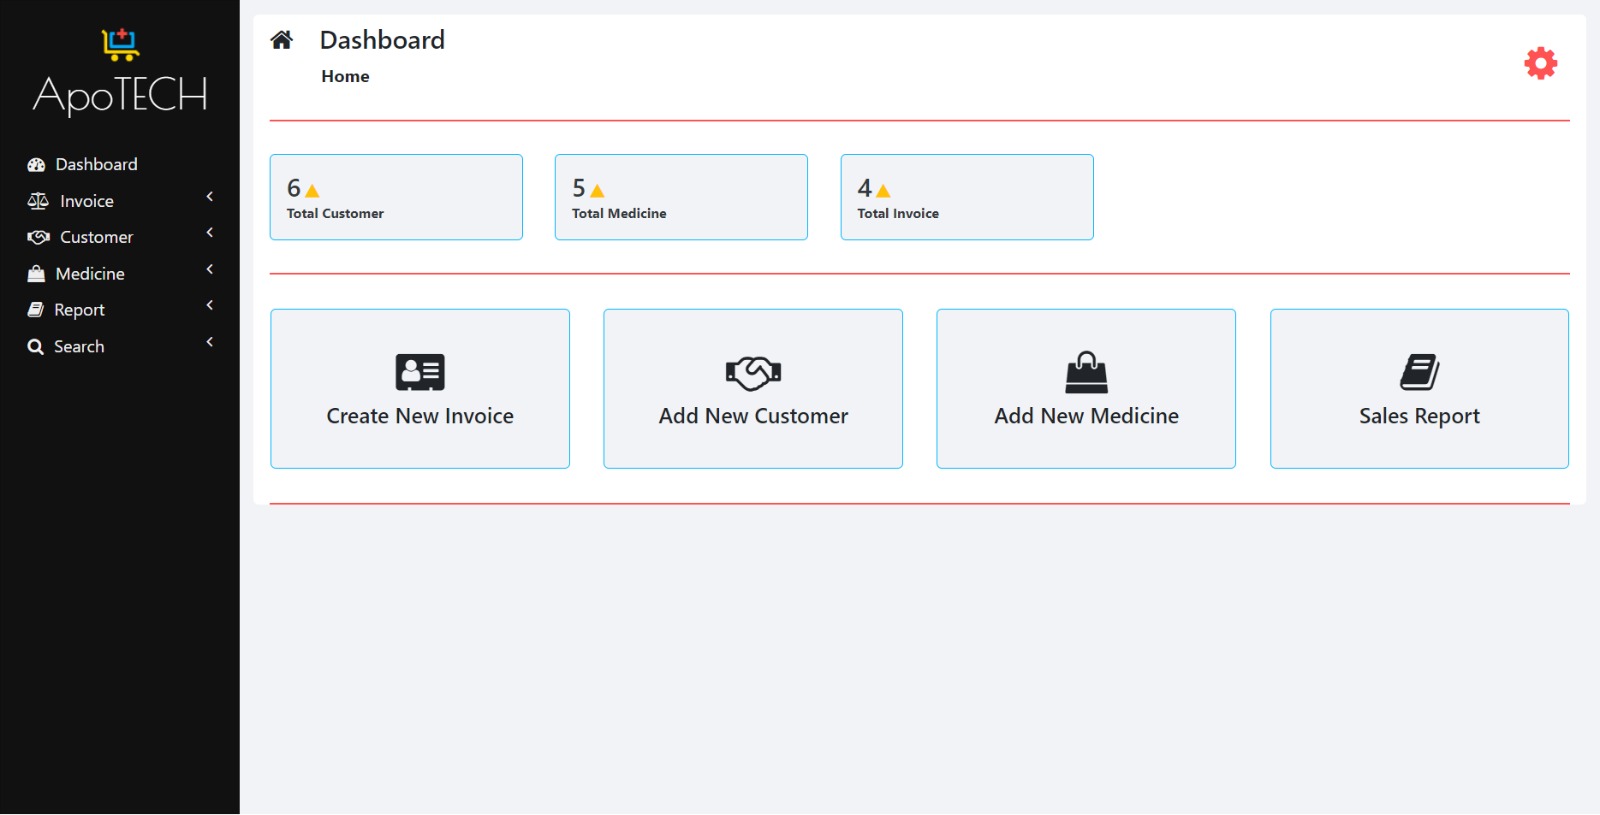 ApoTECH
Dashboard
Invoice
Customer
Medicine
Report
Search
Dashboard
Home
6
Total Customer
5
Total Medicine
4
Total Invoice
Create New Invoice
Add New Customer
Add New Medicine
Sales Report